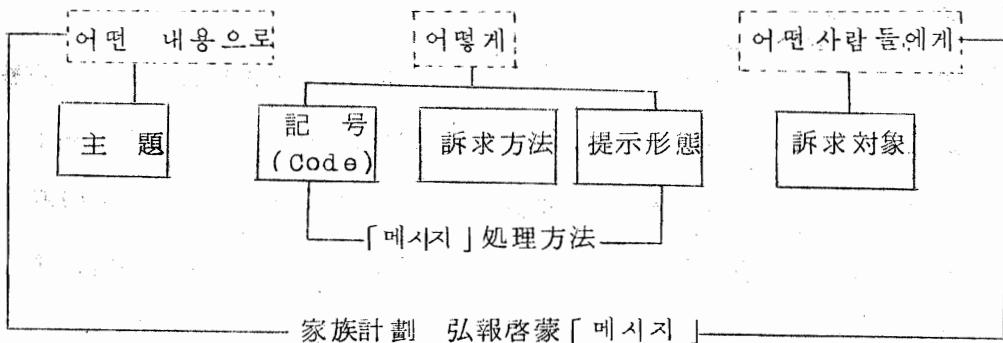 어떤 내용으로 어떻게 어떤 사람들에게
主題 記号 訴求方法 提示形態 訴求対象
(Code)
「메시지」処理方法
家族計劃 弘報啓蒙「메시지」